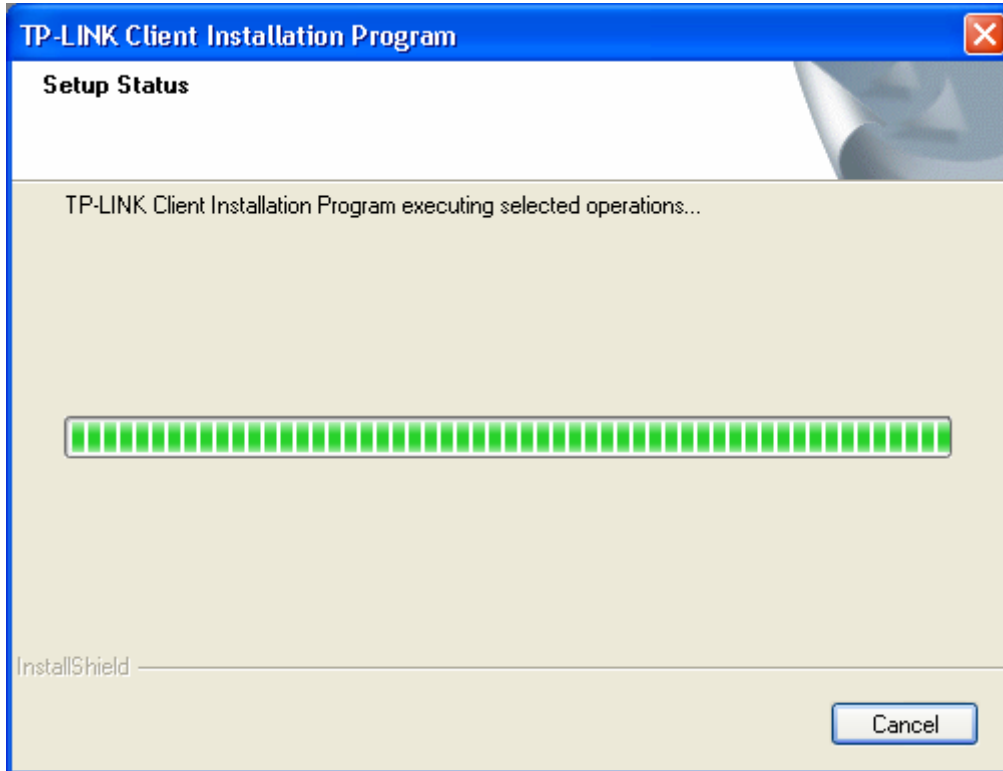 TP-LINK Client Installation Program
Setup Status
TP-LINK Client Installation Program executing selected operations...
InstallShield
Cancel